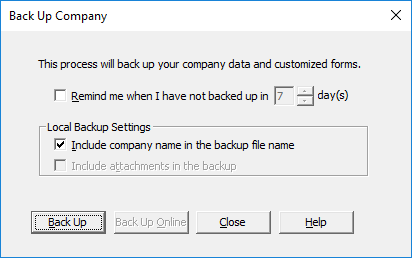 Back Up Company
This process will back up your company data and customized forms.
Remind me when I have not backed up in 7 day(s)
Local Backup Settings
Include company name in the backup file name
Include attachments in the backup
Back Up Back Up Online Close Help